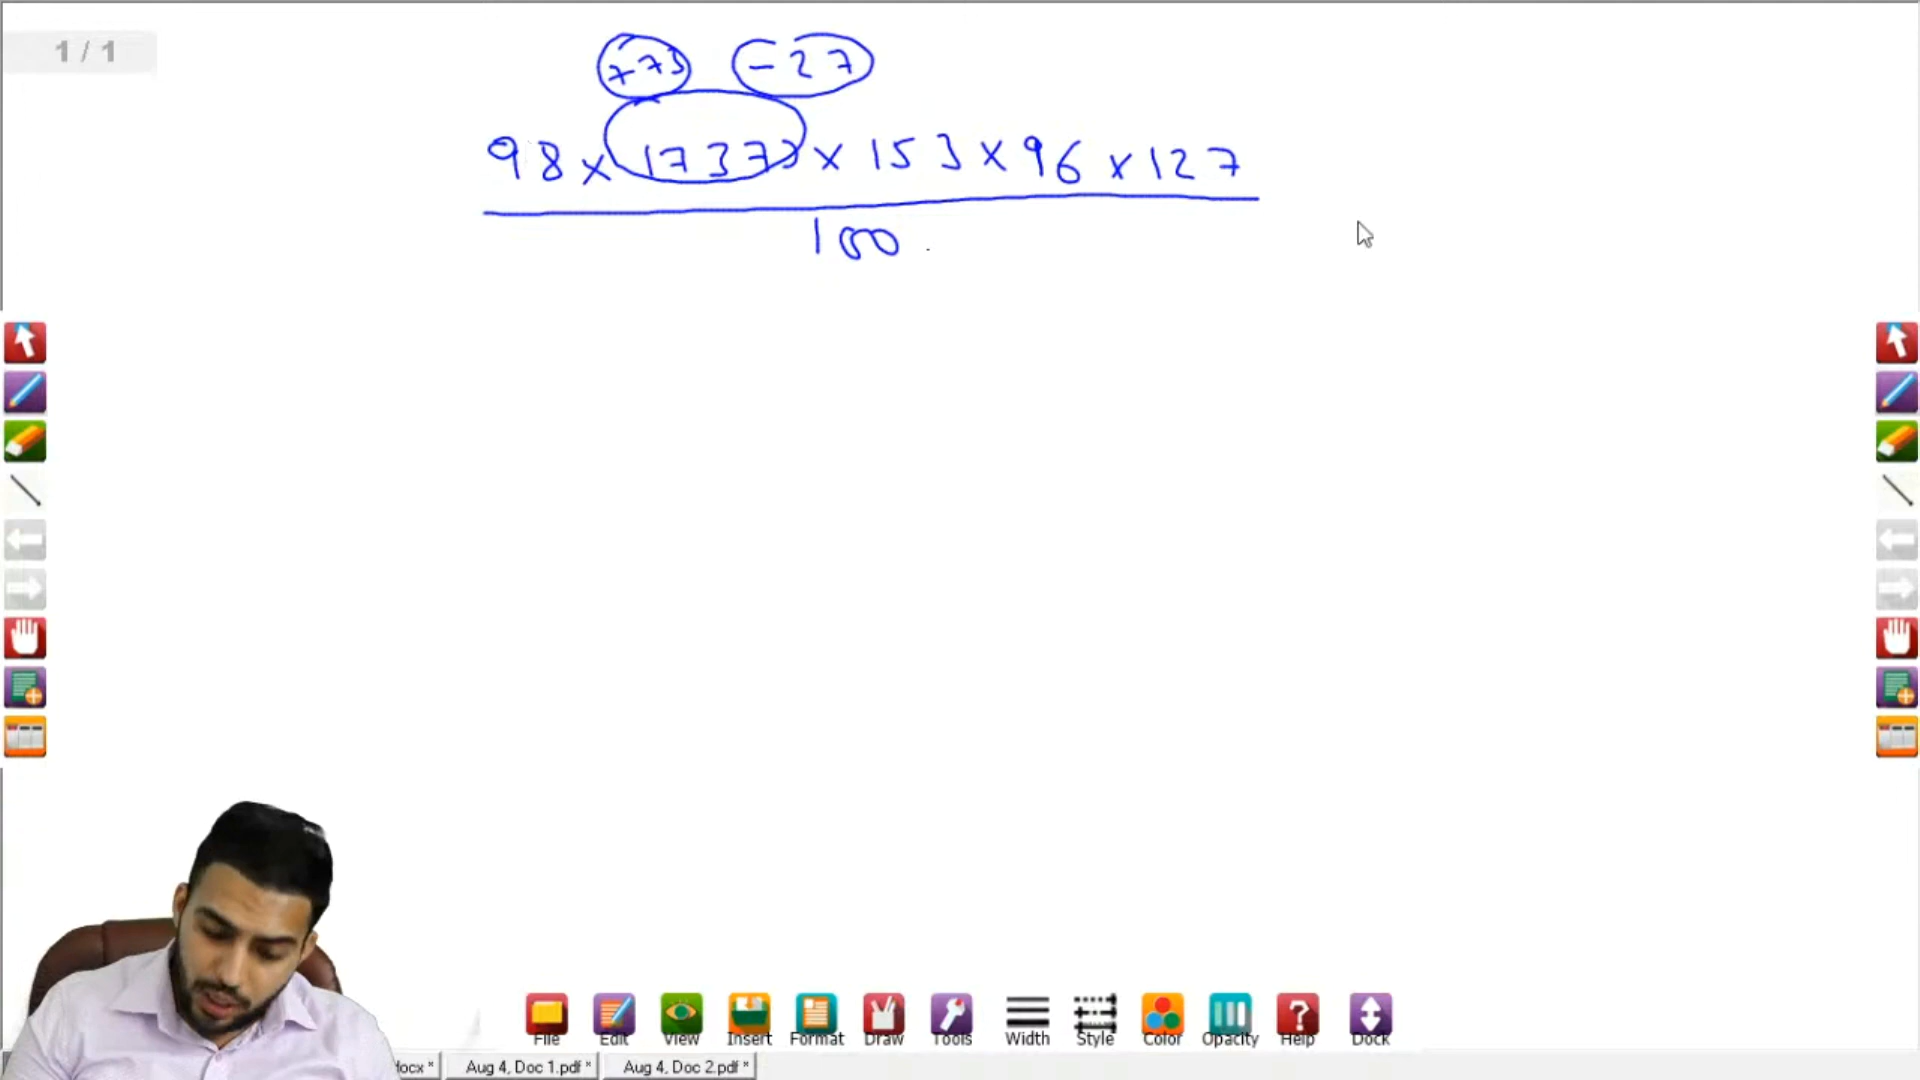 1 / 1
+73 -27
98 x 17373 x 153 x 96 x 127
100
File Edit View Insert Format Draw Tools Width Style Color Opacity Help Dock
docx * Aug 4, Doc 1.pdf * Aug 4, Doc 2.pdf *